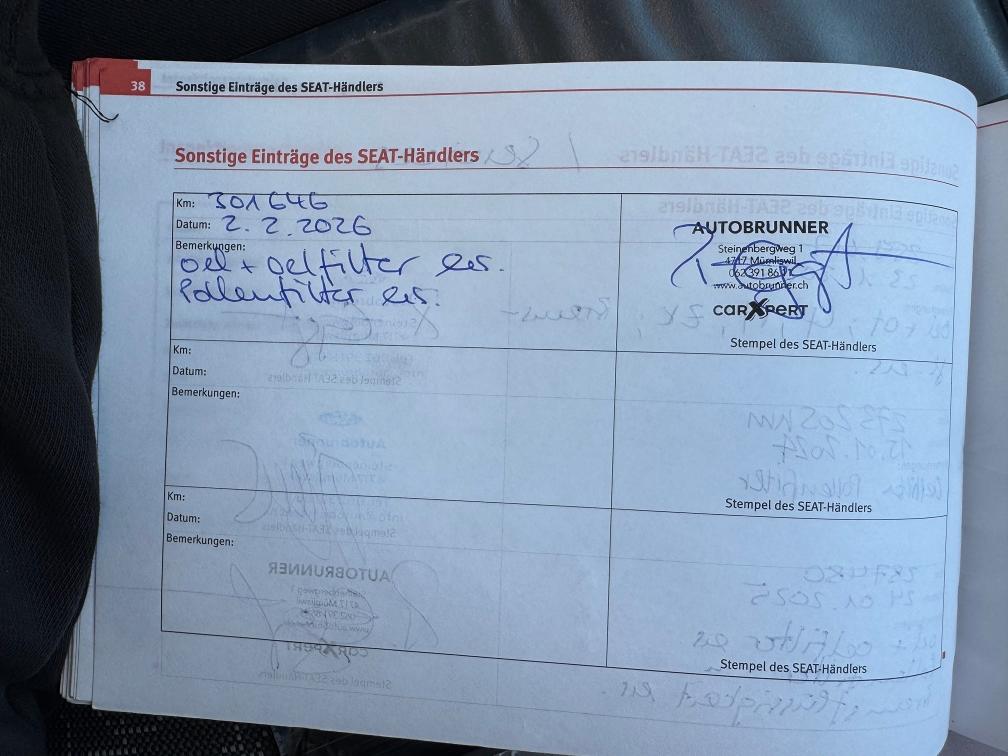 38 Sonstige Einträge des SEAT-Händlers
Sonstige Einträge des SEAT-Händlers
Km: 301646
Datum: 2.2.2026
Bemerkungen:
oel + oelfilter ers.
Pollenfilter ers.
AUTOBRUNNER
Steinenbergweg 1
4717 Mümliswil
062 391 86 01
www.autobrunner.ch
carXpert
Stempel des SEAT-Händlers
Km:
Datum:
Bemerkungen:
Stempel des SEAT-Händlers
Km:
Datum:
Bemerkungen:
Stempel des SEAT-Händlers